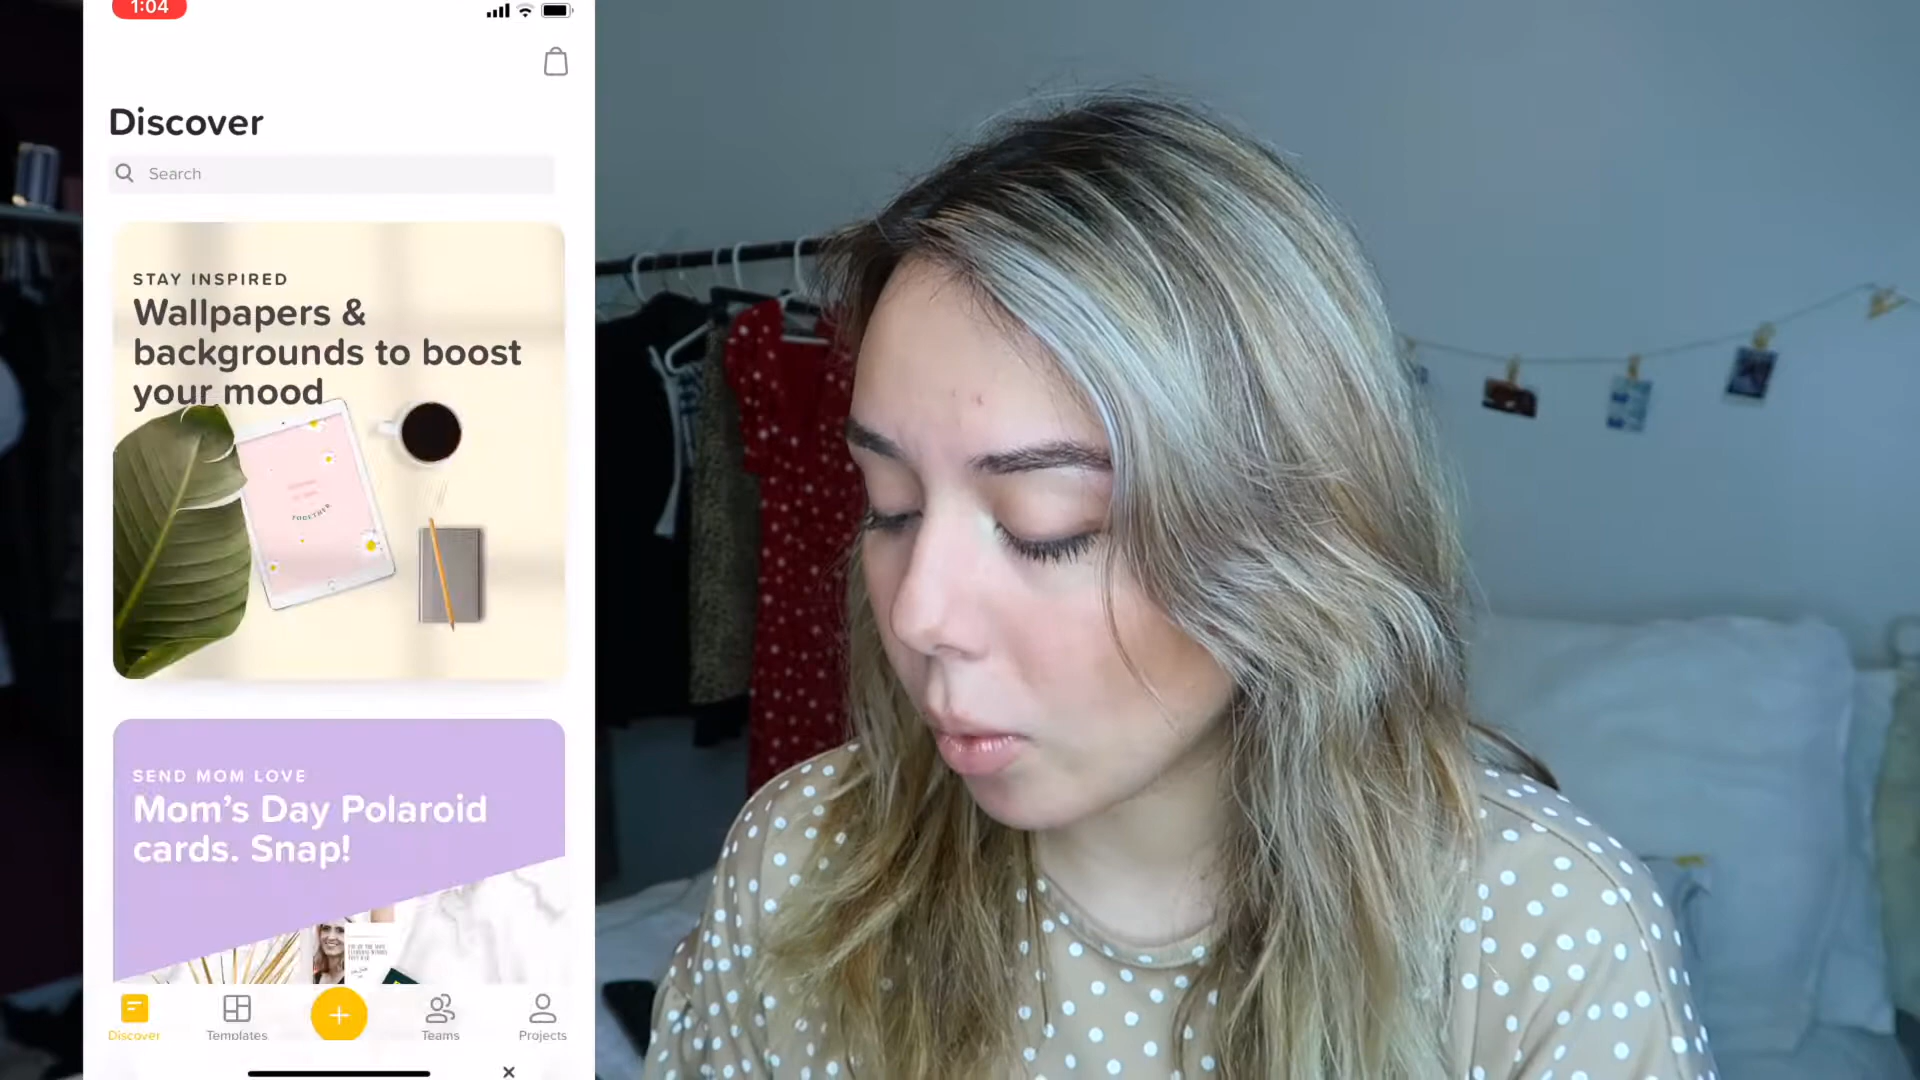 1:04
Discover
Search
STAY INSPIRED
Wallpapers &
backgrounds to boost
your mood
TOGETHER
SEND MOM LOVE
Mom's Day Polaroid
cards. Snap!
Discover
Templates
Teams
Projects